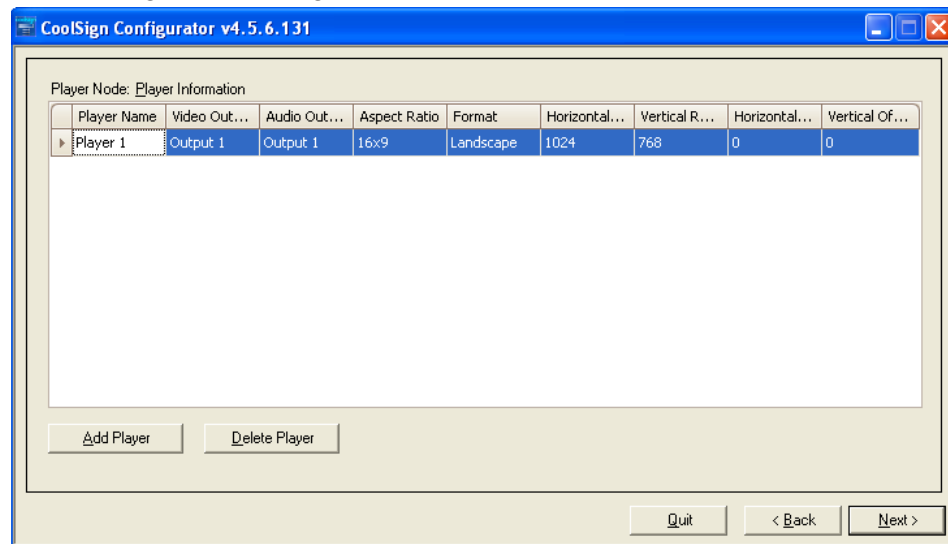 CoolSign Configurator v4.5.6.131
Player Node: Player Information
Player Name Video Out... Audio Out... Aspect Ratio Format Horizontal... Vertical R... Horizontal... Vertical Of...
Player 1 Output 1 Output 1 16x9 Landscape 1024 768 0 0
Add Player Delete Player
Quit < Back Next >